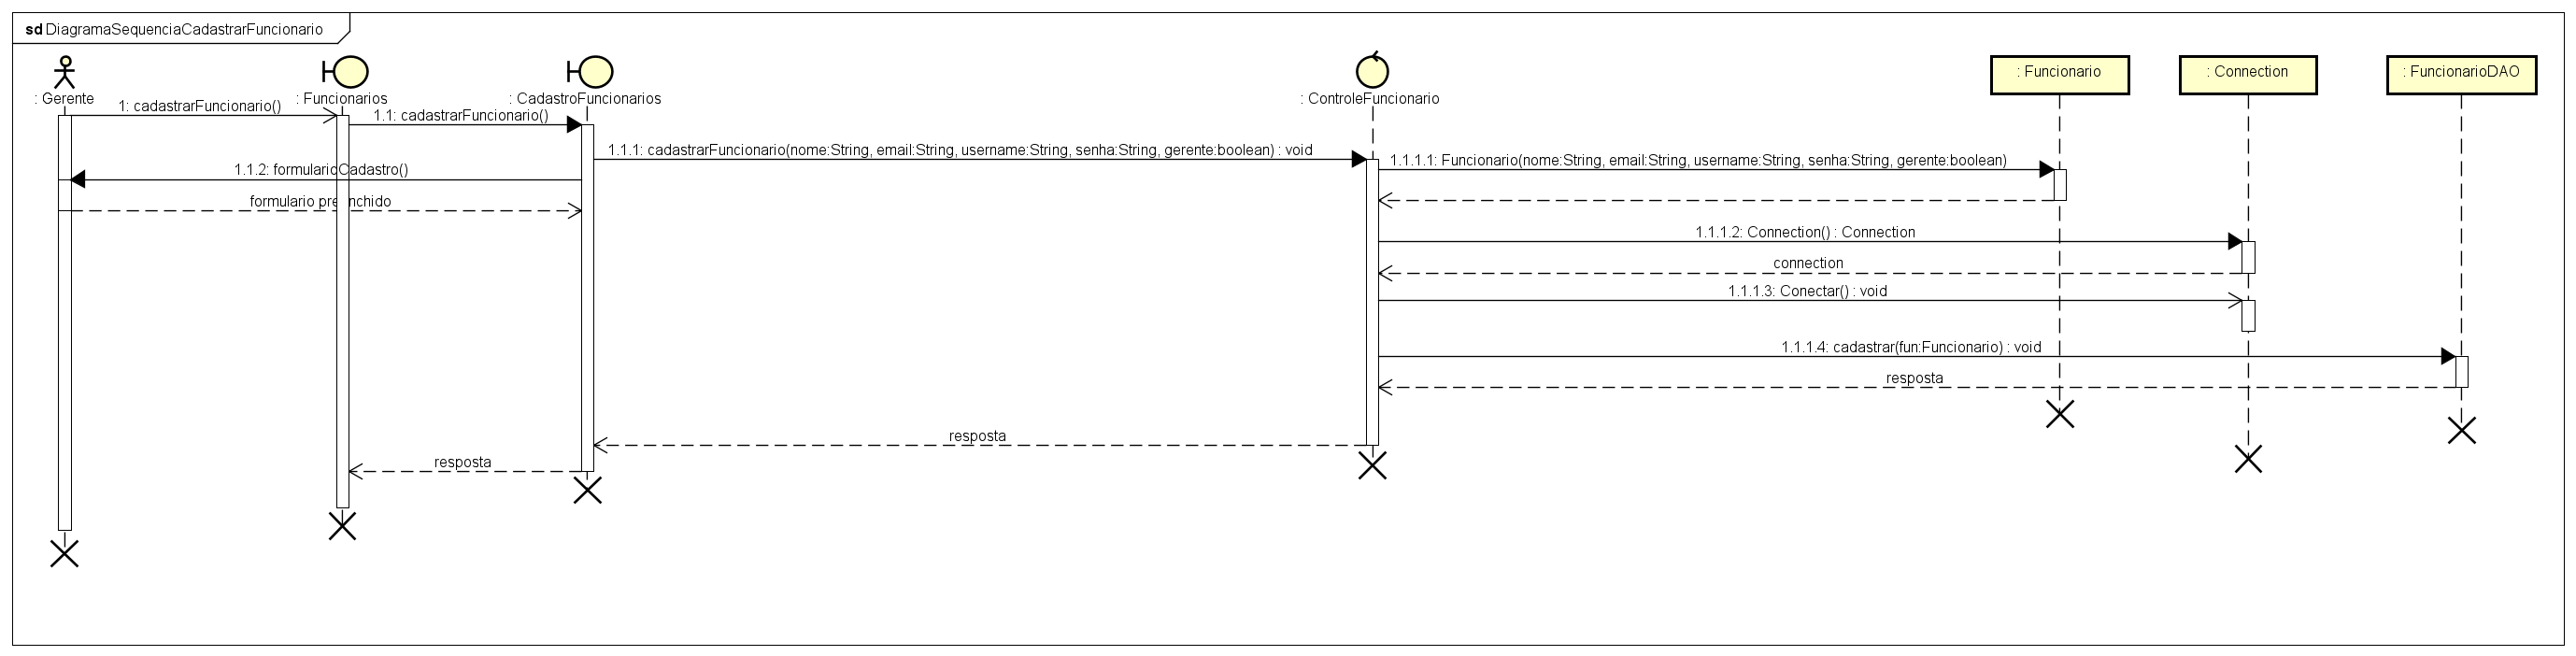 sd DiagramaSequenciaCadastrarFuncionario
: Gerente
: Funcionarios
: CadastroFuncionarios
: ControleFuncionario
: Funcionario
: Connection
: FuncionarioDAO
1: cadastrarFuncionario()
1.1: cadastrarFuncionario()
1.1.1: cadastrarFuncionario(nome:String, email:String, username:String, senha:String, gerente:boolean) : void
1.1.1.1: Funcionario(nome:String, email:String, username:String, senha:String, gerente:boolean)
1.1.2: formularioCadastro()
formulario preenchido
1.1.1.2: Connection() : Connection
connection
1.1.1.3: Conectar() : void
1.1.1.4: cadastrar(fun:Funcionario) : void
resposta
resposta
resposta